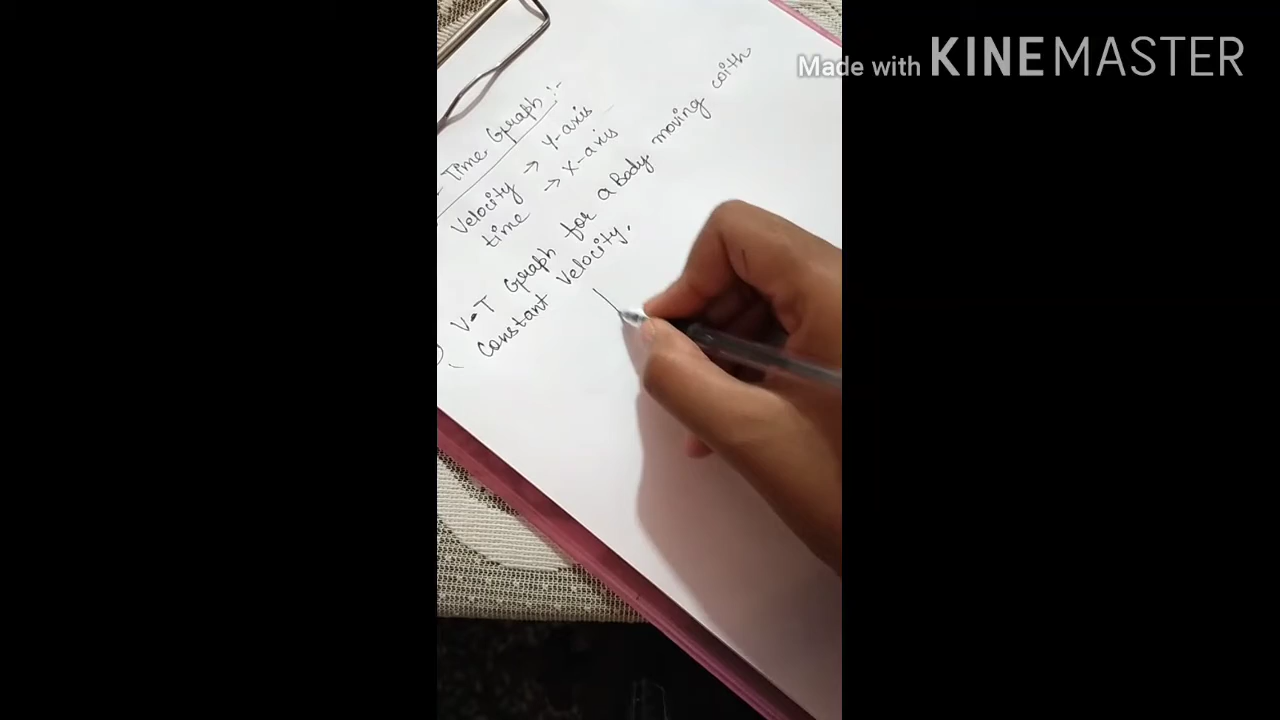 Made with KINEMASTER
- Time Graph :-
Velocity → Y-axis
time → X-axis
V-T Graph for a Body moving with
Constant Velocity.